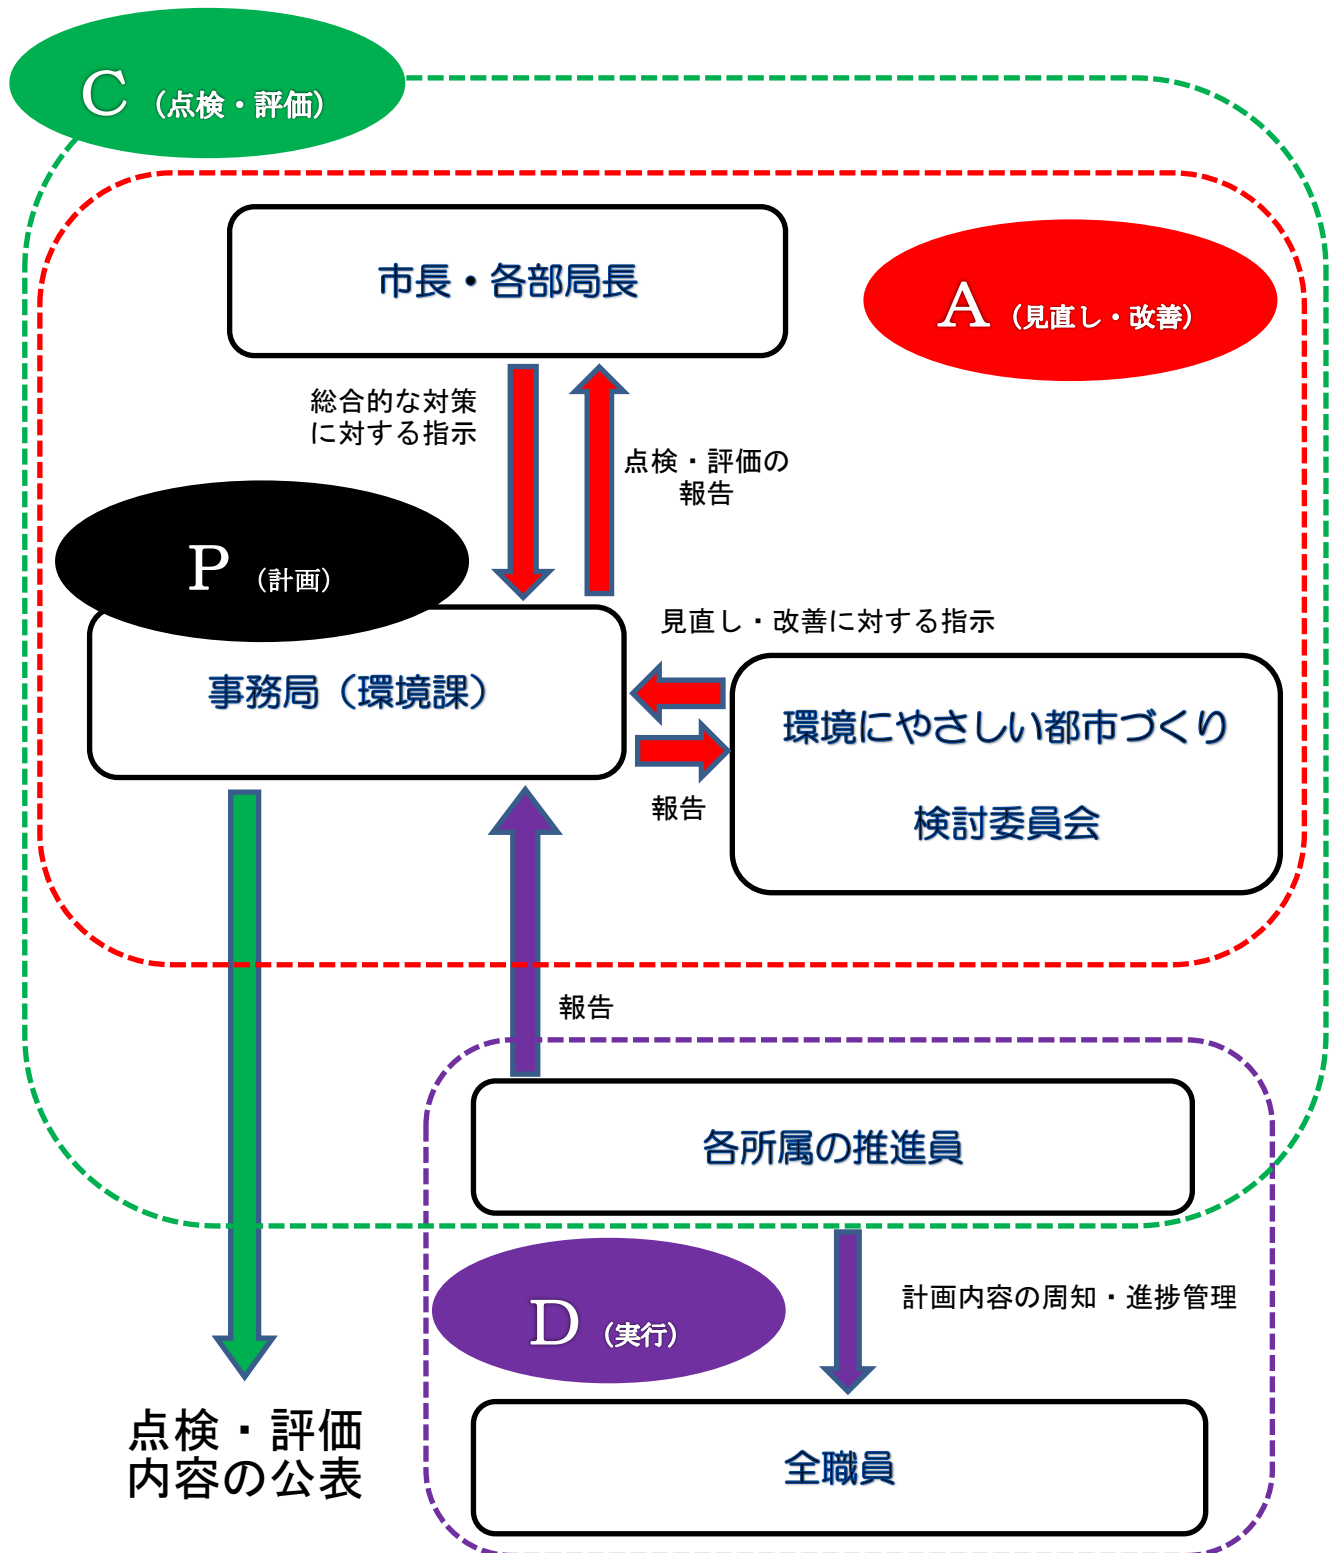 C（点検・評価）
市長・各部局長
A（見直し・改善）
総合的な対策
に対する指示
点検・評価の
報告
P（計画）
見直し・改善に対する指示
事務局（環境課）
環境にやさしい都市づくり
検討委員会
報告
報告
各所属の推進員
D（実行）
計画内容の周知・進捗管理
点検・評価
内容の公表
全職員